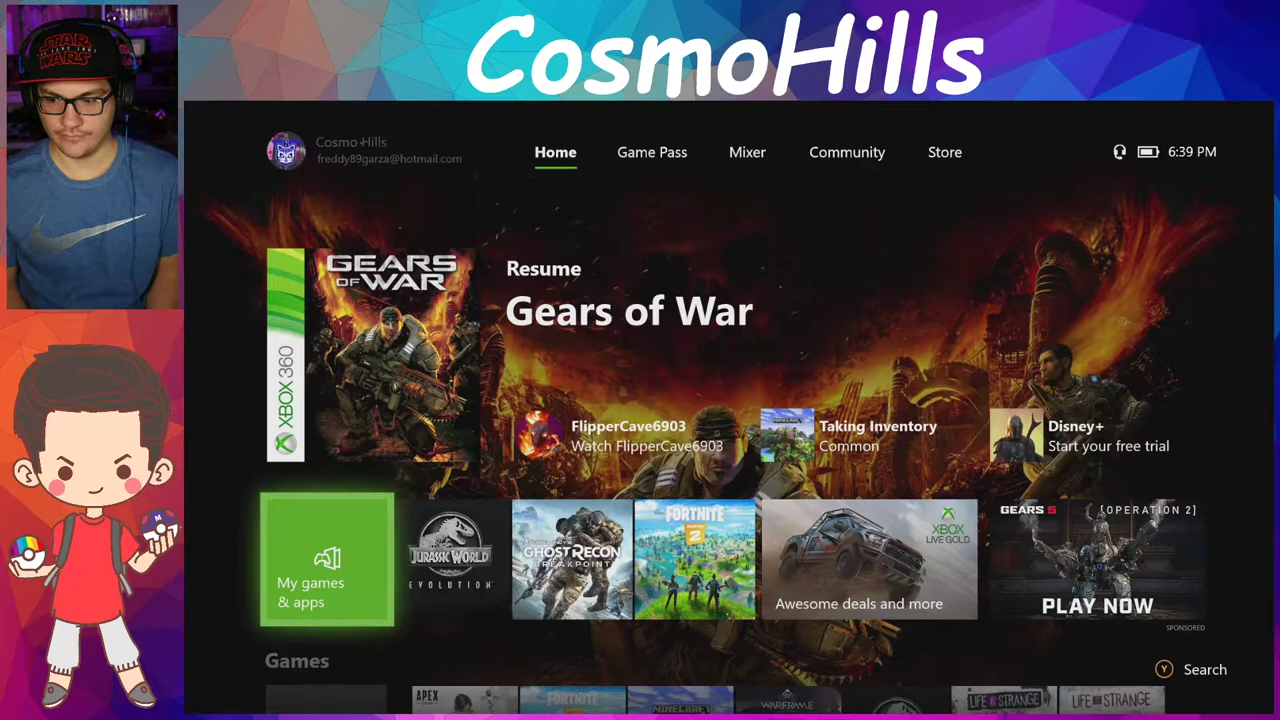 CosmoHills
STAR
WARS
Cosmo Hills
freddy89garza@hotmail.com
Home
Game Pass
Mixer
Community
Store
6:39 PM
XBOX 360
GEARS
OF WAR
Resume
Gears of War
FlipperCave6903
Watch FlipperCave6903
MINECRAFT
Taking Inventory
Common
Disney+
Start your free trial
My games
& apps
JURASSIC WORLD
EVOLUTION
GHOST RECON
BREAKPOINT
FORTNITE
2
XBOX
LIVE GOLD
Awesome deals and more
GEARS 5
[OPERATION 2]
PLAY NOW
SPONSORED
Games
Y Search
APEX
FORTNITE
MINECRAFT
WARFRAME
LIFE IS STRANGE
LIFE IS STRANGE
M